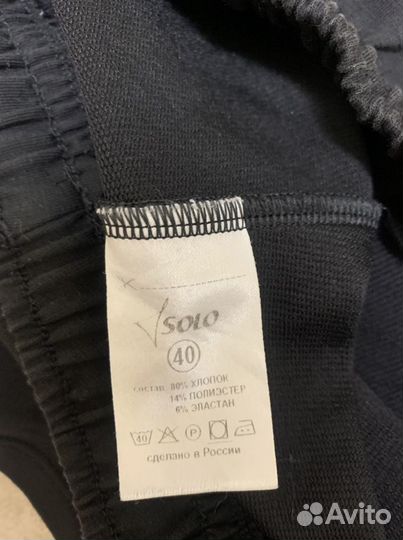 SOLO
40
состав 80% ХЛОПОК
14% ПОЛИЭСТЕР
6% ЭЛАСТАН
40 P
сделано в России
Avito